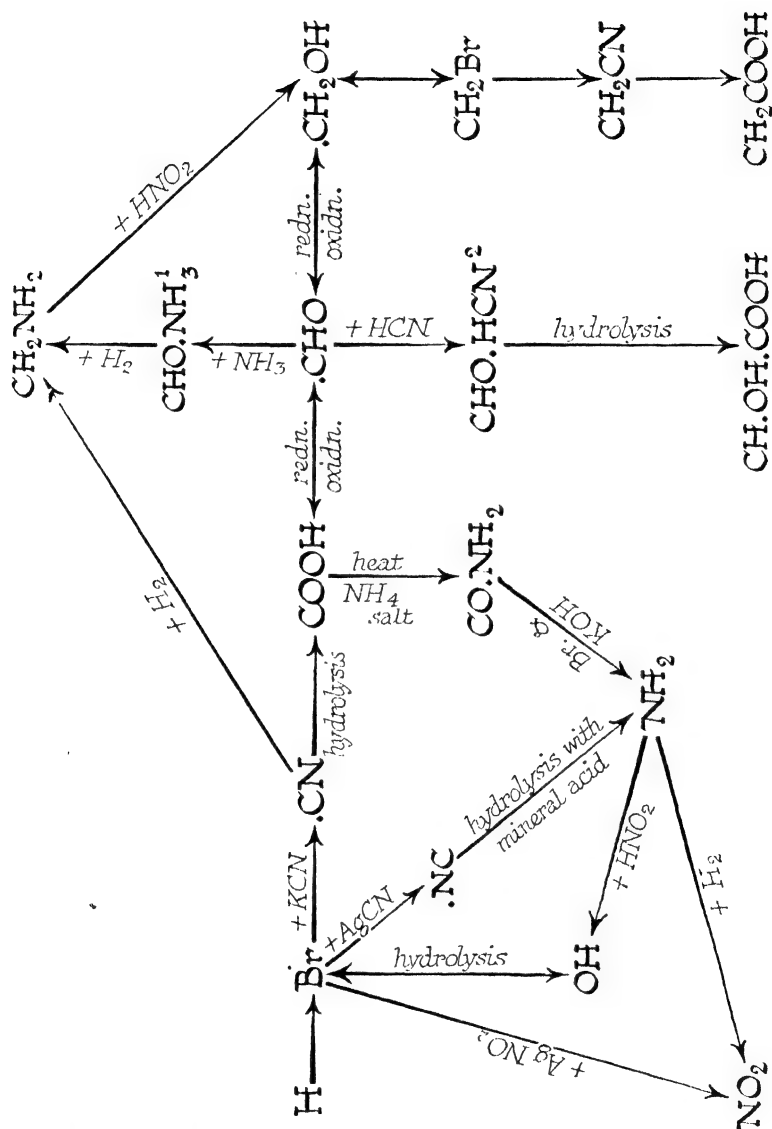 H
Br
+ KCN
.CN
hydrolysis
COOH
redn.
oxidn.
.CHO
redn.
oxidn.
.CH₂OH
+ H₂
CH₂NH₂
+ HNO₂
+ H₂
CHO.NH₃¹
+ NH₃
+ HCN
CHO.HCN²
hydrolysis
CH.OH.COOH
CH₂Br
CH₂CN
CH₂COOH
heat
NH₄
salt
CO.NH₂
Br. &
KOH
NH₂
+AgCN
.NC
hydrolysis with
mineral acid
hydrolysis
OH
+ HNO₂
+ H₂
+ Ag NO₂
NO₂